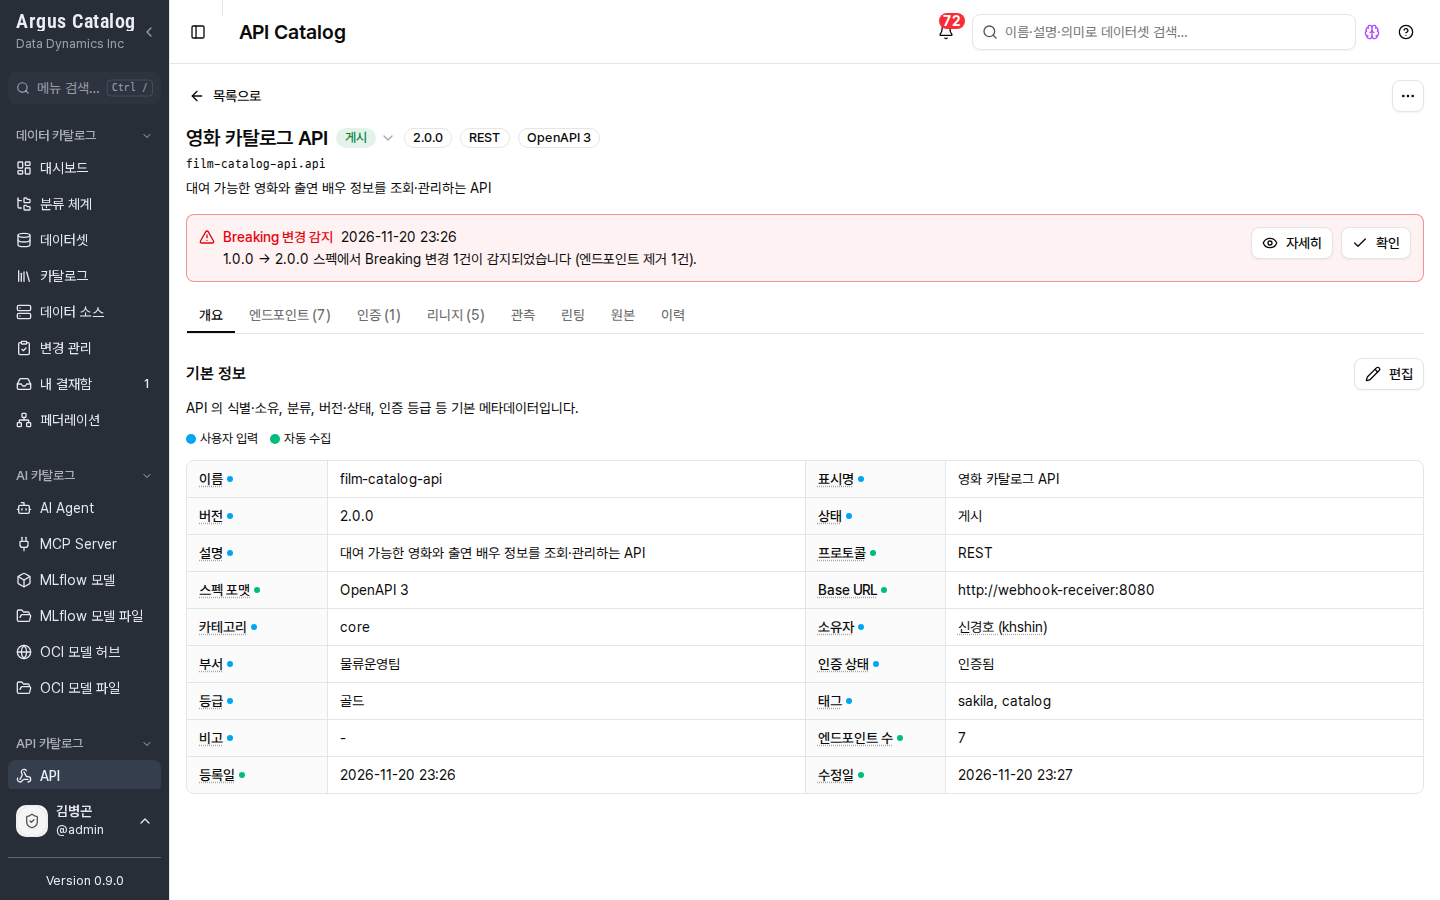 Argus Catalog
Data Dynamics Inc
메뉴 검색... Ctrl /
데이터 카탈로그
대시보드
분류 체계
데이터셋
카탈로그
데이터 소스
변경 관리
내 결재함 1
페더레이션
AI 카탈로그
AI Agent
MCP Server
MLflow 모델
MLflow 모델 파일
OCI 모델 허브
OCI 모델 파일
API 카탈로그
API
김병곤
@admin
Version 0.9.0
API Catalog
72
이름·설명·의미로 데이터셋 검색...
목록으로
영화 카탈로그 API 게시 2.0.0 REST OpenAPI 3
film-catalog-api.api
대여 가능한 영화와 출연 배우 정보를 조회·관리하는 API
Breaking 변경 감지 2026-11-20 23:26
1.0.0 → 2.0.0 스펙에서 Breaking 변경 1건이 감지되었습니다 (엔드포인트 제거 1건).
자세히 확인
개요 엔드포인트 (7) 인증 (1) 리니지 (5) 관측 린팅 원본 이력
기본 정보 편집
API 의 식별·소유, 분류, 버전·상태, 인증 등급 등 기본 메타데이터입니다.
사용자 입력 자동 수집
이름 film-catalog-api 표시명 영화 카탈로그 API
버전 2.0.0 상태 게시
설명 대여 가능한 영화와 출연 배우 정보를 조회·관리하는 API 프로토콜 REST
스펙 포맷 OpenAPI 3 Base URL http://webhook-receiver:8080
카테고리 core 소유자 신경호 (khshin)
부서 물류운영팀 인증 상태 인증됨
등급 골드 태그 sakila, catalog
비고 - 엔드포인트 수 7
등록일 2026-11-20 23:26 수정일 2026-11-20 23:27